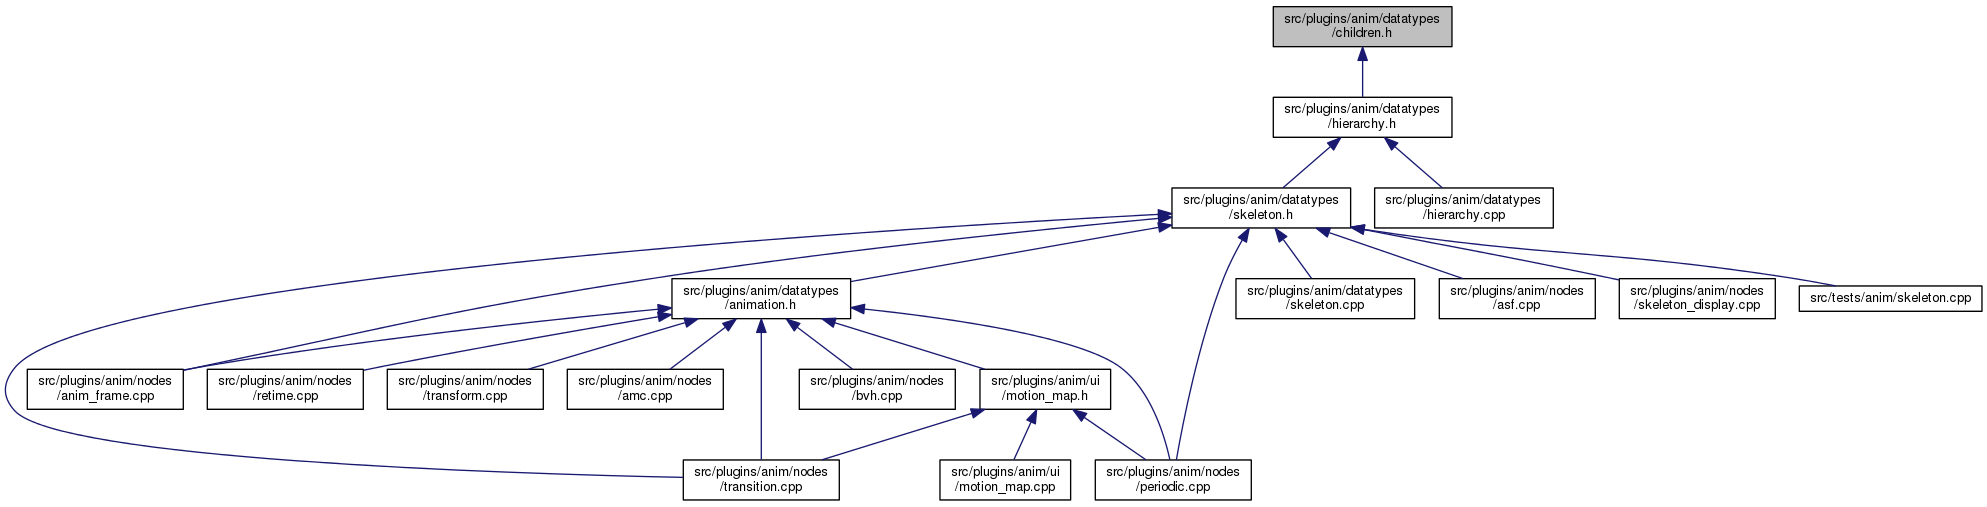 src/plugins/anim/datatypes
/children.h
src/plugins/anim/datatypes
/hierarchy.h
src/plugins/anim/datatypes
/skeleton.h
src/plugins/anim/datatypes
/hierarchy.cpp
src/plugins/anim/datatypes
/animation.h
src/plugins/anim/datatypes
/skeleton.cpp
src/plugins/anim/nodes
/asf.cpp
src/plugins/anim/nodes
/skeleton_display.cpp
src/tests/anim/skeleton.cpp
src/plugins/anim/nodes
/anim_frame.cpp
src/plugins/anim/nodes
/retime.cpp
src/plugins/anim/nodes
/transform.cpp
src/plugins/anim/nodes
/amc.cpp
src/plugins/anim/nodes
/bvh.cpp
src/plugins/anim/ui
/motion_map.h
src/plugins/anim/nodes
/transition.cpp
src/plugins/anim/ui
/motion_map.cpp
src/plugins/anim/nodes
/periodic.cpp